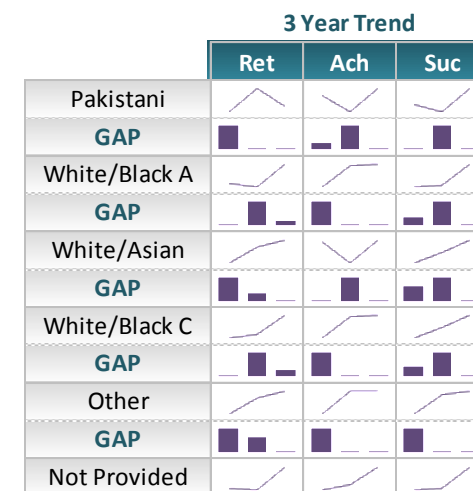 3 Year Trend
Ret Ach Suc
Pakistani
GAP
White/Black A
GAP
White/Asian
GAP
White/Black C
GAP
Other
GAP
Not Provided